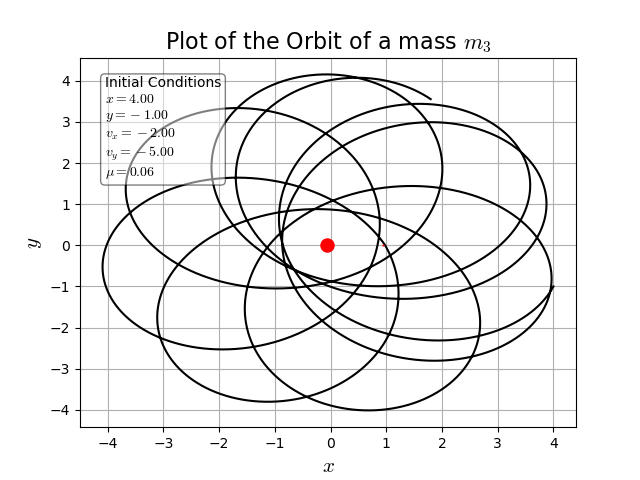 Plot of the Orbit of a mass m₃
Initial Conditions
x = 4.00
y = −1.00
vₓ = −2.00
v_y = −5.00
μ = 0.06
4
3
2
1
0
−1
−2
−3
−4
y
−4 −3 −2 −1 0 1 2 3 4
x